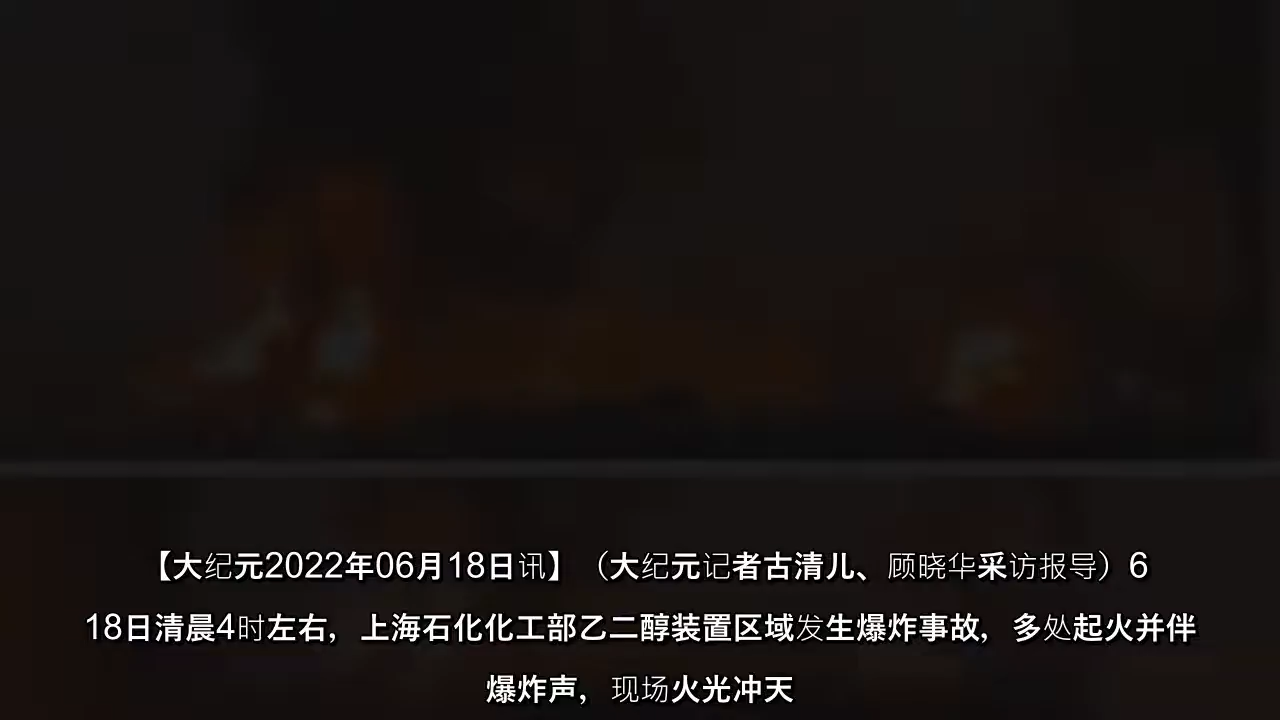 【大纪元2022年06月18日讯】（大纪元记者古清儿、顾晓华采访报导）6
18日清晨4时左右，上海石化化工部乙二醇装置区域发生爆炸事故，多处起火并伴
爆炸声，现场火光冲天